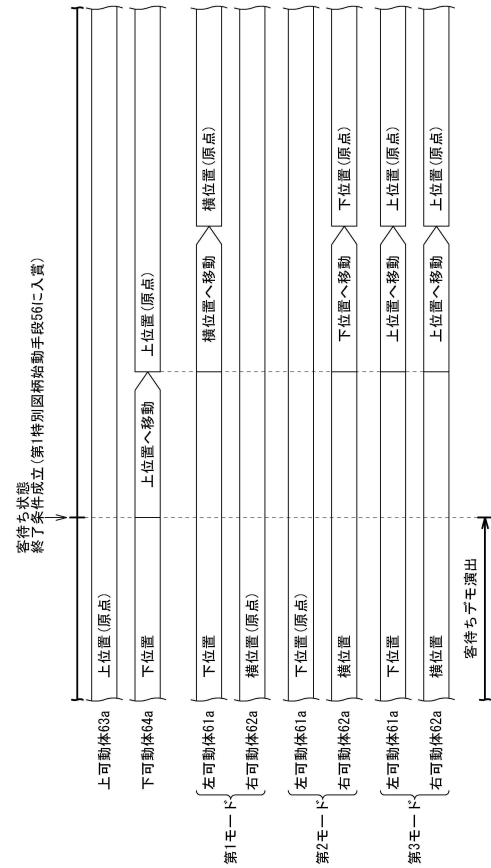 客待ち状態
終了条件成立(第1特別図柄始動手段56に入賞)
上可動体63a 上位置(原点)
下可動体64a 下位置 上位置へ移動 上位置(原点)
第1モード
左可動体61a 下位置 横位置へ移動 横位置(原点)
右可動体62a 横位置(原点)
第2モード
左可動体61a 下位置(原点)
右可動体62a 横位置 下位置へ移動 下位置(原点)
第3モード
左可動体61a 下位置 上位置へ移動 上位置(原点)
右可動体62a 横位置 上位置へ移動 上位置(原点)
客待ちデモ演出